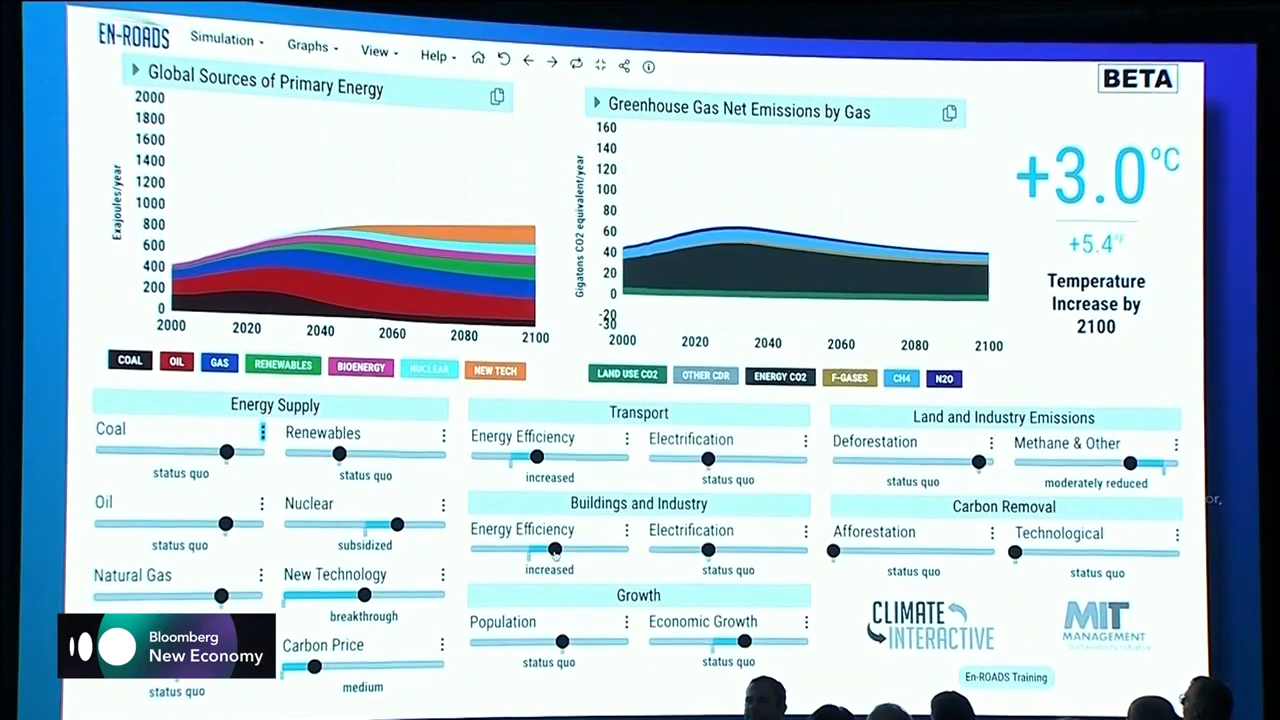 EN-ROADS
Simulation
Graphs
View
Help
BETA
Global Sources of Primary Energy
Exajoules/year
2000
1800
1600
1400
1200
1000
800
600
400
200
0
2000 2020 2040 2060 2080 2100
COAL OIL GAS RENEWABLES BIOENERGY NUCLEAR NEW TECH
Greenhouse Gas Net Emissions by Gas
Gigatons CO2 equivalent/year
160
140
120
100
80
60
40
20
0
-20
-30
2000 2020 2040 2060 2080 2100
LAND USE CO2 OTHER CDR ENERGY CO2 F-GASES CH4 N2O
+3.0°C
+5.4°F
Temperature
Increase by
2100
Energy Supply
Coal
status quo
Renewables
status quo
Oil
status quo
Nuclear
subsidized
Natural Gas
New Technology
breakthrough
status quo
Carbon Price
medium
Transport
Energy Efficiency
increased
Electrification
status quo
Buildings and Industry
Energy Efficiency
increased
Electrification
status quo
Growth
Population
status quo
Economic Growth
status quo
Land and Industry Emissions
Deforestation
status quo
Methane & Other
moderately reduced
Carbon Removal
Afforestation
status quo
Technological
status quo
CLIMATE
INTERACTIVE
MIT
MANAGEMENT
Sustainability Initiative
En-ROADS Training
Bloomberg
New Economy
or,